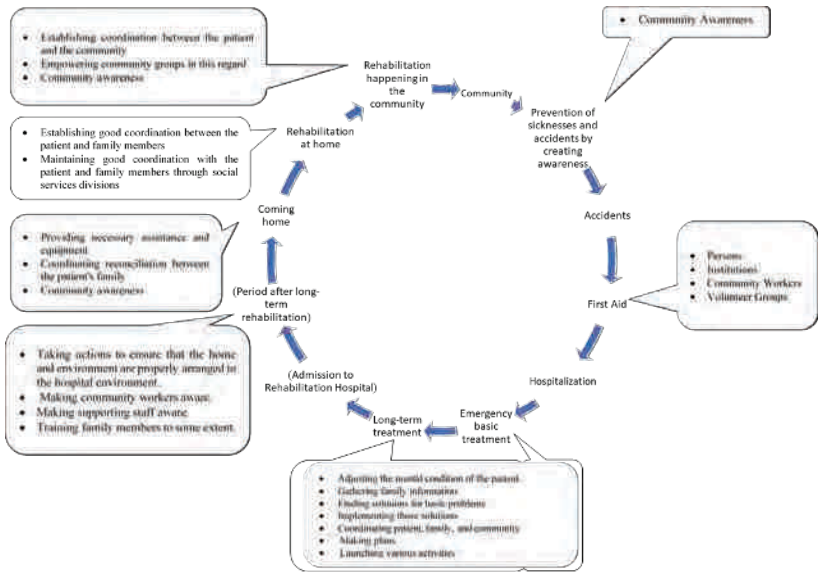 • Community Awareness
• Establishing coordination between the patient
and the community
• Empowering community groups in this regard
• Community awareness
Rehabilitation
happening in
the
community
Community
Prevention of
sicknesses and
accidents by
creating
awareness
• Establishing good coordination between the
patient and family members
• Maintaining good coordination with the
patient and family members through social
services divisions
Rehabilitation
at home
Coming
home
Accidents
• Providing necessary assistance and
equipment
• Coordinating reconciliation between
the patient's family
• Community awareness
• Persons
• Institutions
• Community Workers
• Volunteer Groups
(Period after long-
term
rehabilitation)
First Aid
• Taking actions to ensure that the home
and environment are properly arranged in
the hospital environment.
• Making community workers aware.
• Making supporting staff aware
• Training family members to some extent.
(Admission to
Rehabilitation Hospital)
Hospitalization
Long-term
treatment
Emergency
basic
treatment
• Adjusting the mental condition of the patient
• Gathering family information
• Finding solutions for basic problems
• Implementing those solutions
• Coordinating patient, family, and community
• Making plans
• Launching various activities